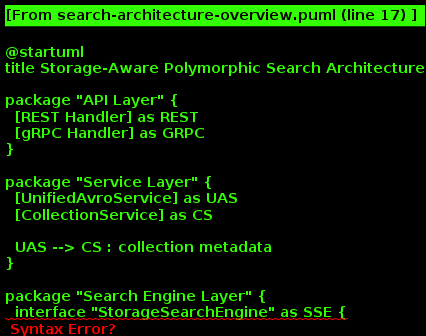 [From search-architecture-overview.puml (line 17) ]
@startuml
title Storage-Aware Polymorphic Search Architecture
package "API Layer" {
[REST Handler] as REST
[gRPC Handler] as GRPC
}
package "Service Layer" {
[UnifiedAvroService] as UAS
[CollectionService] as CS
UAS --> CS : collection metadata
}
package "Search Engine Layer" {
interface "StorageSearchEngine" as SSE {
Syntax Error?